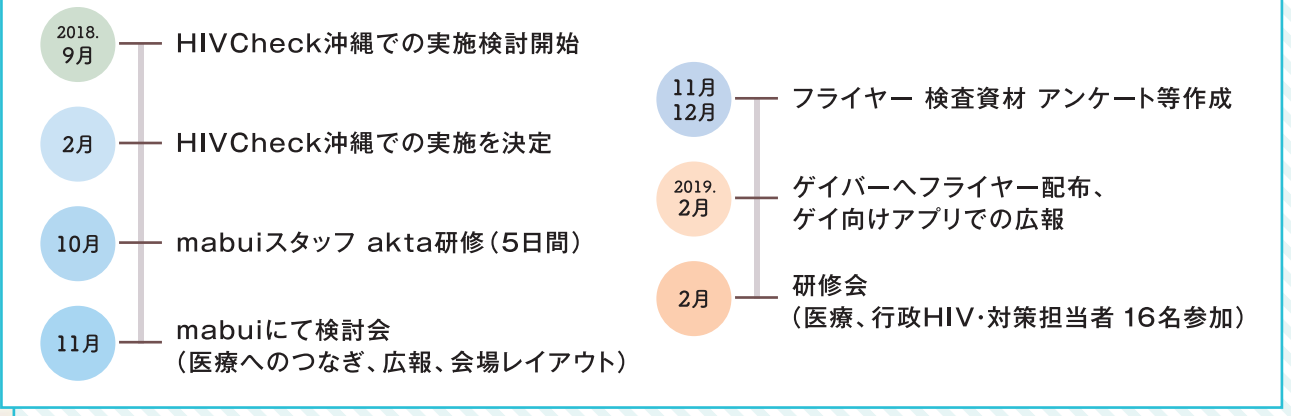 2018.
9月
HIVCheck沖縄での実施検討開始
2月
HIVCheck沖縄での実施を決定
10月
mabuiスタッフ akta研修（5日間）
11月
mabuiにて検討会
（医療へのつなぎ、広報、会場レイアウト）
11月
12月
フライヤー 検査資材 アンケート等作成
2019.
2月
ゲイバーへフライヤー配布、
ゲイ向けアプリでの広報
2月
研修会
（医療、行政HIV・対策担当者 16名参加）